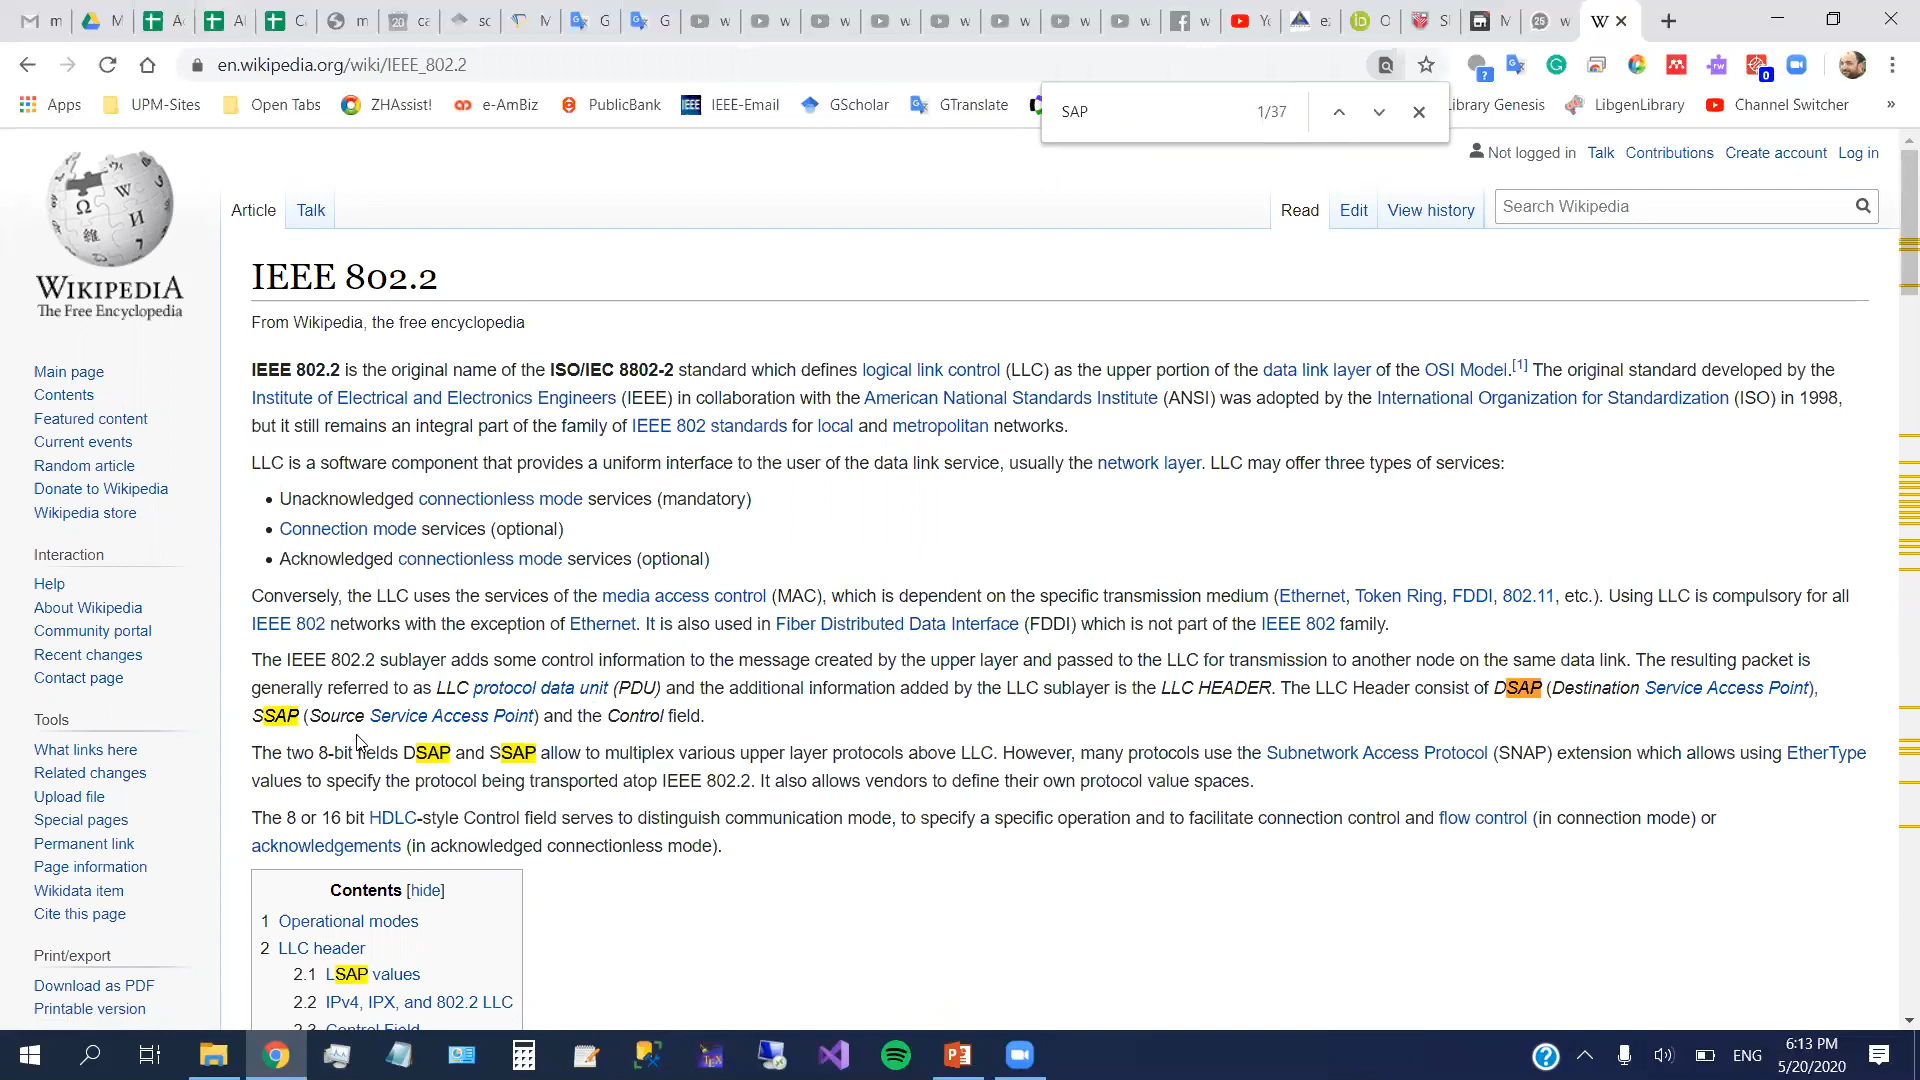 en.wikipedia.org/wiki/IEEE_802.2
SAP
1/37
Apps
UPM-Sites
Open Tabs
ZHAssist!
e-AmBiz
PublicBank
IEEE
IEEE-Email
GScholar
GTranslate
ibrary Genesis
LibgenLibrary
Channel Switcher
»
Not logged in Talk Contributions Create account Log in
WIKIPEDIA
The Free Encyclopedia
Article Talk
Read Edit View history
Search Wikipedia
IEEE 802.2
From Wikipedia, the free encyclopedia
IEEE 802.2 is the original name of the ISO/IEC 8802-2 standard which defines logical link control (LLC) as the upper portion of the data link layer of the OSI Model.[1] The original standard developed by the
Institute of Electrical and Electronics Engineers (IEEE) in collaboration with the American National Standards Institute (ANSI) was adopted by the International Organization for Standardization (ISO) in 1998,
but it still remains an integral part of the family of IEEE 802 standards for local and metropolitan networks.
LLC is a software component that provides a uniform interface to the user of the data link service, usually the network layer. LLC may offer three types of services:
• Unacknowledged connectionless mode services (mandatory)
• Connection mode services (optional)
• Acknowledged connectionless mode services (optional)
Conversely, the LLC uses the services of the media access control (MAC), which is dependent on the specific transmission medium (Ethernet, Token Ring, FDDI, 802.11, etc.). Using LLC is compulsory for all
IEEE 802 networks with the exception of Ethernet. It is also used in Fiber Distributed Data Interface (FDDI) which is not part of the IEEE 802 family.
The IEEE 802.2 sublayer adds some control information to the message created by the upper layer and passed to the LLC for transmission to another node on the same data link. The resulting packet is
generally referred to as LLC protocol data unit (PDU) and the additional information added by the LLC sublayer is the LLC HEADER. The LLC Header consist of DSAP (Destination Service Access Point),
SSAP (Source Service Access Point) and the Control field.
The two 8-bit fields DSAP and SSAP allow to multiplex various upper layer protocols above LLC. However, many protocols use the Subnetwork Access Protocol (SNAP) extension which allows using EtherType
values to specify the protocol being transported atop IEEE 802.2. It also allows vendors to define their own protocol value spaces.
The 8 or 16 bit HDLC-style Control field serves to distinguish communication mode, to specify a specific operation and to facilitate connection control and flow control (in connection mode) or
acknowledgements (in acknowledged connectionless mode).
Contents [hide]
1 Operational modes
2 LLC header
2.1 LSAP values
2.2 IPv4, IPX, and 802.2 LLC
2.3 Control Field
Main page
Contents
Featured content
Current events
Random article
Donate to Wikipedia
Wikipedia store
Interaction
Help
About Wikipedia
Community portal
Recent changes
Contact page
Tools
What links here
Related changes
Upload file
Special pages
Permanent link
Page information
Wikidata item
Cite this page
Print/export
Download as PDF
Printable version
ENG
6:13 PM
5/20/2020